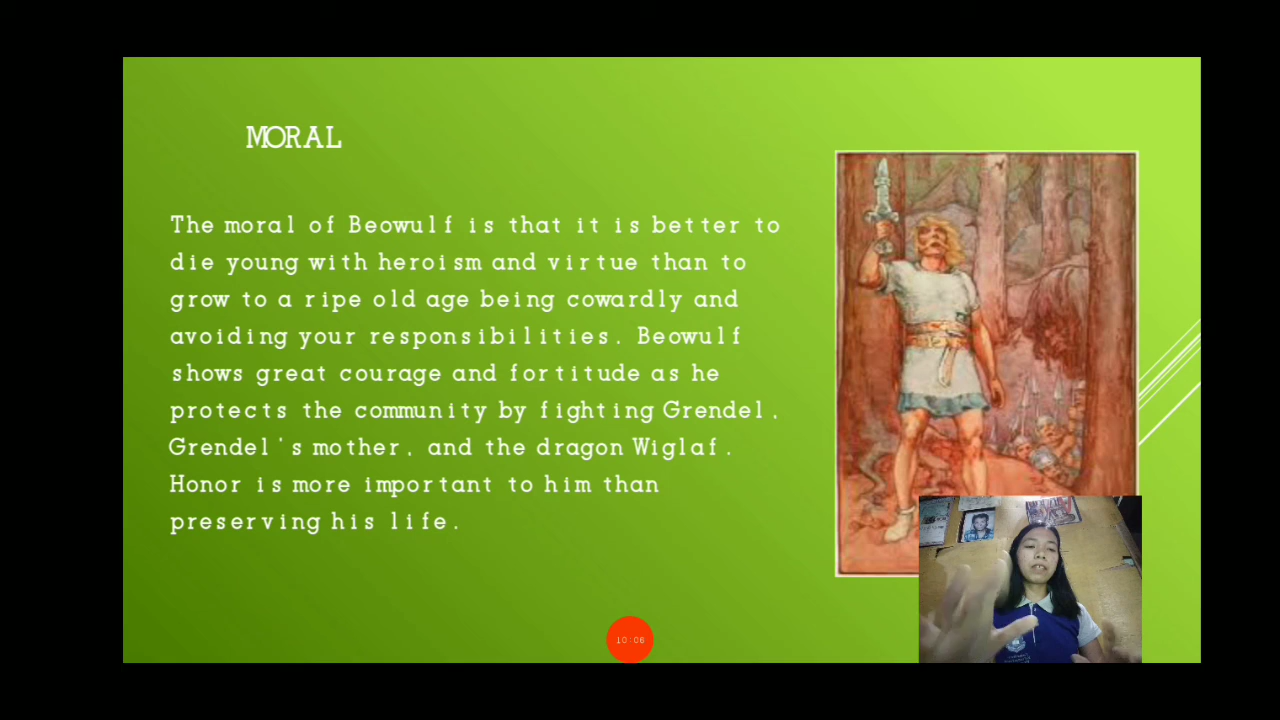 MORAL
The moral of Beowulf is that it is better to
die young with heroism and virtue than to
grow to a ripe old age being cowardly and
avoiding your responsibilities. Beowulf
shows great courage and fortitude as he
protects the community by fighting Grendel,
Grendel's mother, and the dragon Wiglaf.
Honor is more important to him than
preserving his life.
10:06